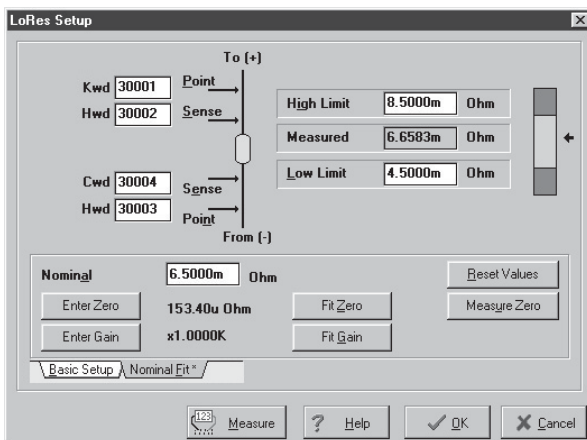 LoRes Setup
To (+)
Kwd 30001 Point
Hwd 30002 Sense
Cwd 30004 Sense
Hwd 30003 Point
From (-)
High Limit 8.5000m Ohm
Measured 6.6583m Ohm
Low Limit 4.5000m Ohm
Nominal 6.5000m Ohm
Reset Values
Enter Zero 153.40u Ohm Fit Zero Measure Zero
Enter Gain x1.0000K Fit Gain
Basic Setup Nominal Fit *
123 Measure ? Help OK Cancel